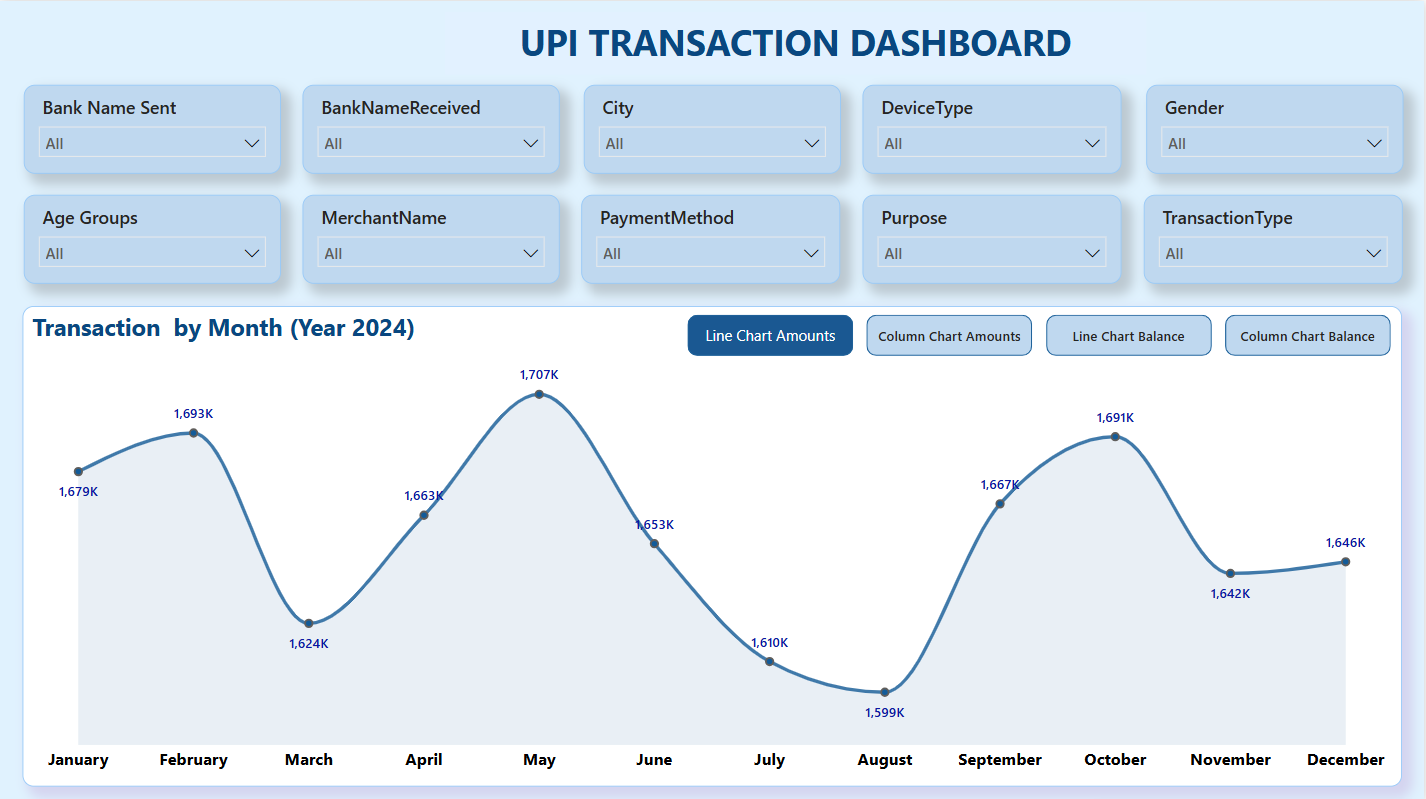 UPI TRANSACTION DASHBOARD
Bank Name Sent
All
BankNameReceived
All
City
All
DeviceType
All
Gender
All
Age Groups
All
MerchantName
All
PaymentMethod
All
Purpose
All
TransactionType
All
Transaction by Month (Year 2024)
Line Chart Amounts
Column Chart Amounts
Line Chart Balance
Column Chart Balance
1,679K
1,693K
1,624K
1,663K
1,707K
1,653K
1,610K
1,599K
1,667K
1,691K
1,642K
1,646K
January
February
March
April
May
June
July
August
September
October
November
December